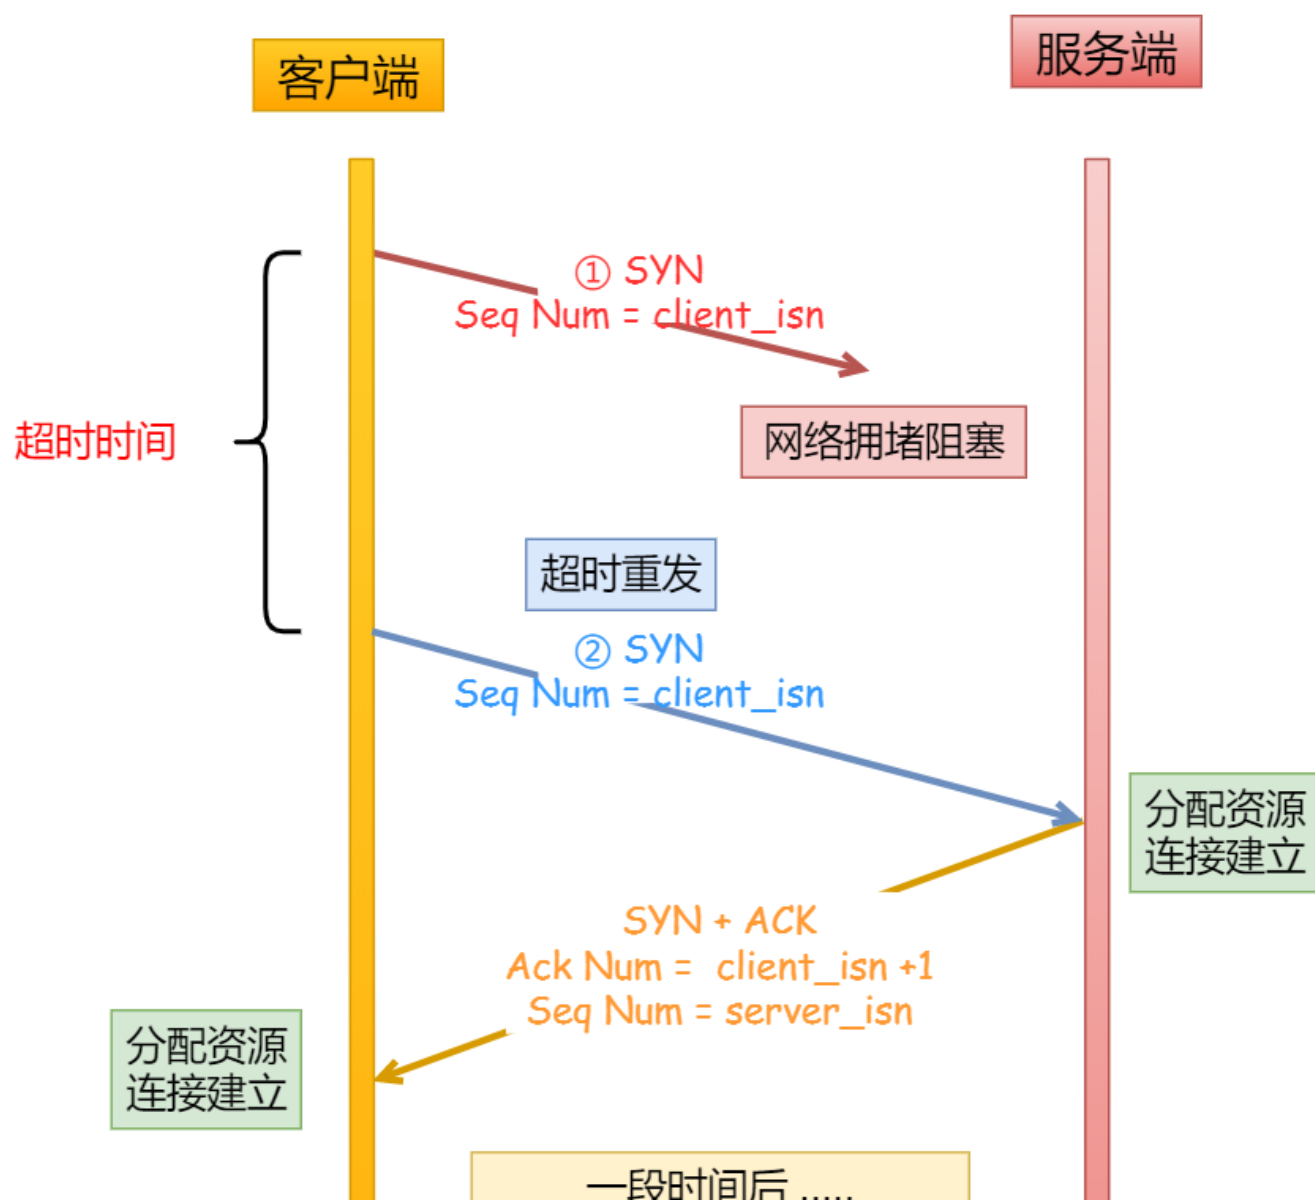 客户端
服务端
① SYN
Seq Num = client_isn
超时时间
网络拥堵阻塞
超时重发
② SYN
Seq Num = client_isn
分配资源
连接建立
SYN + ACK
Ack Num = client_isn +1
Seq Num = server_isn
分配资源
连接建立
一段时间后 .....